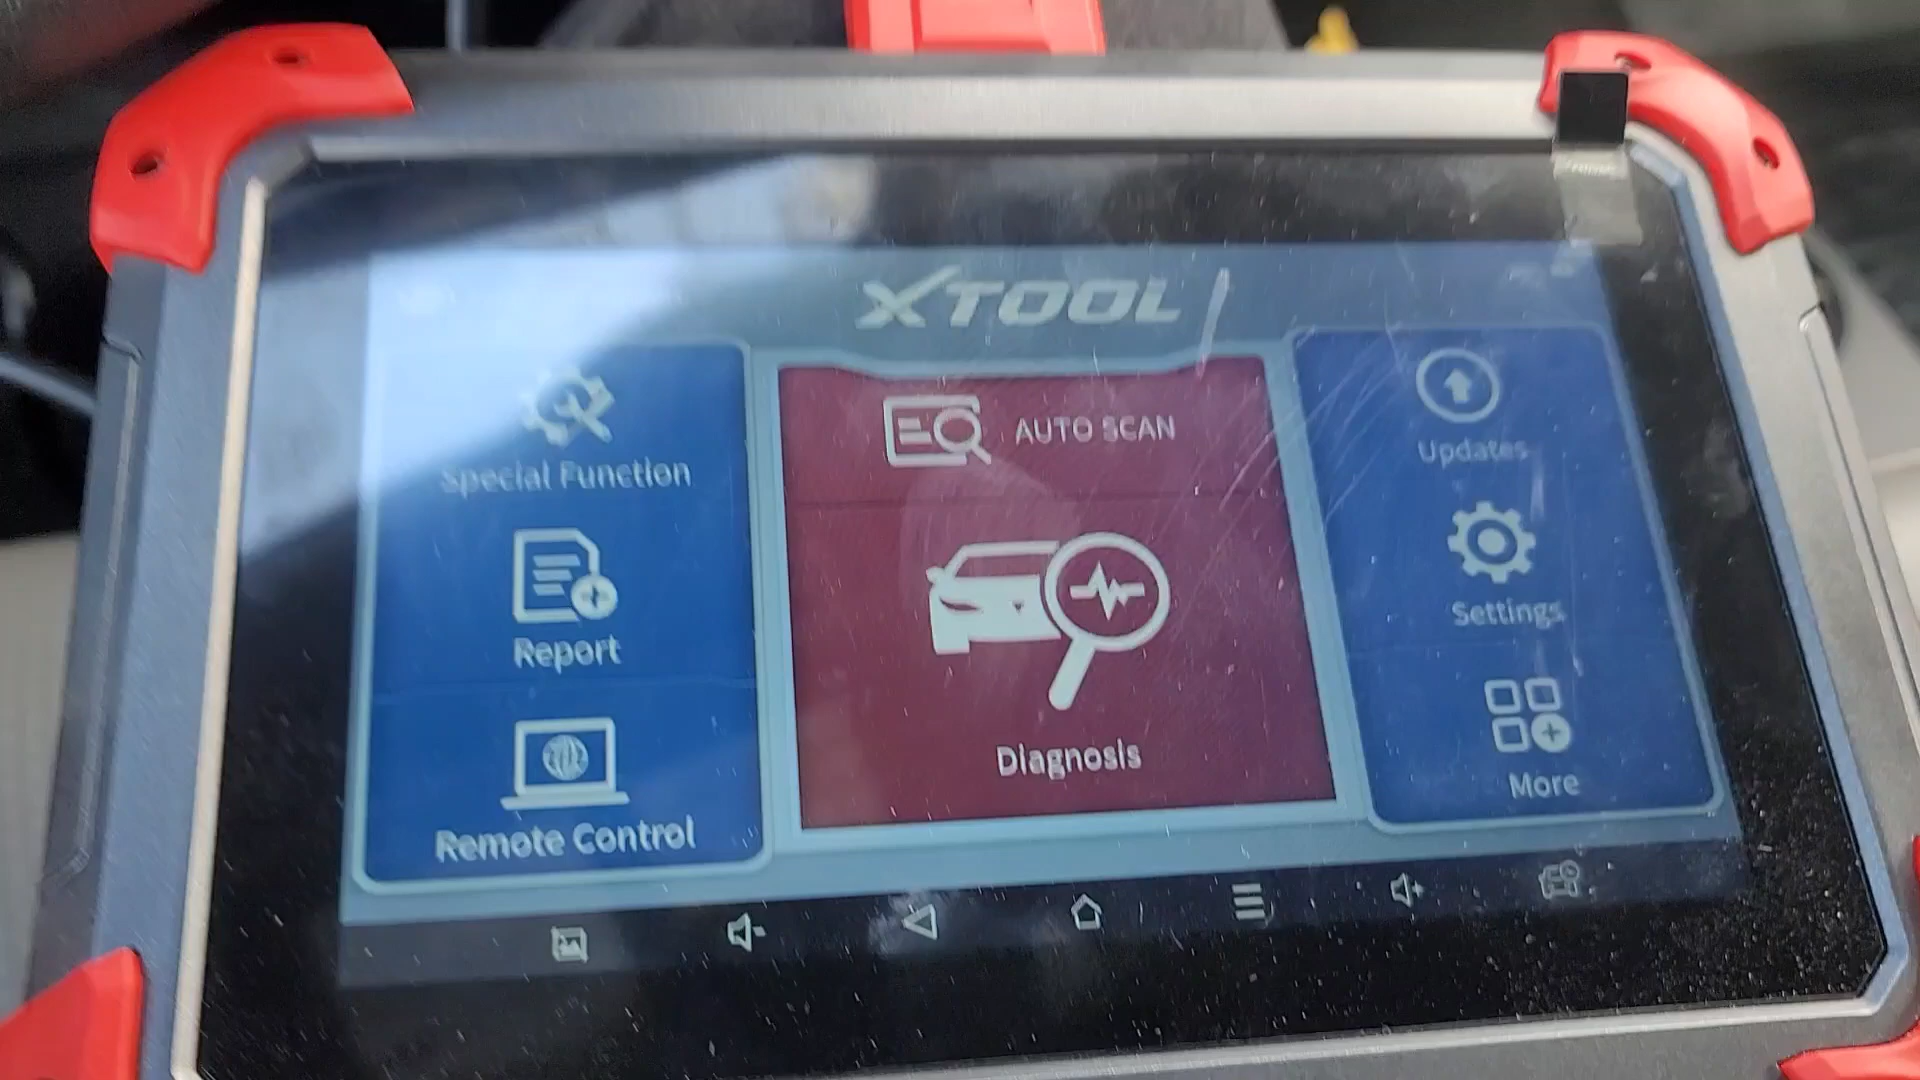 XTOOL
Special Function
Report
Remote Control
AUTO SCAN
Diagnosis
Updates
Settings
More